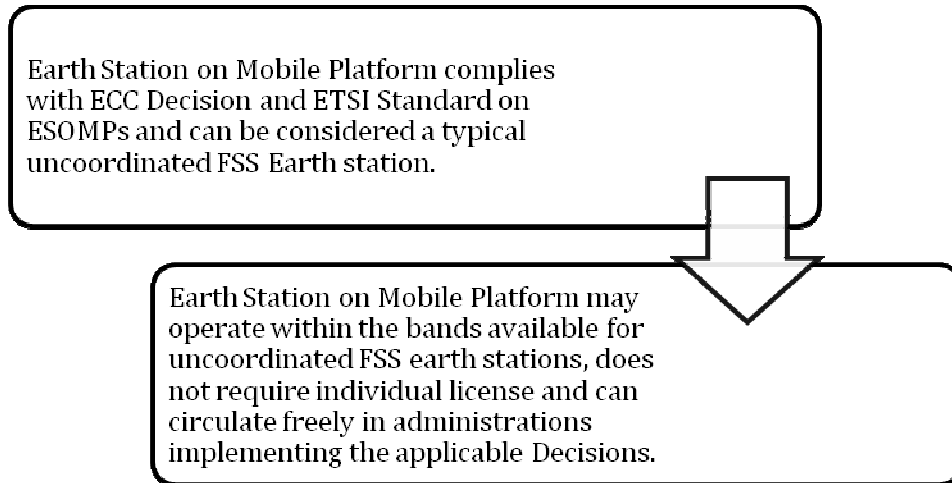 Earth Station on Mobile Platform complies
with ECC Decision and ETSI Standard on
ESOMPs and can be considered a typical
uncoordinated FSS Earth station.
Earth Station on Mobile Platform may
operate within the bands available for
uncoordinated FSS earth stations, does
not require individual license and can
circulate freely in administrations
implementing the applicable Decisions.